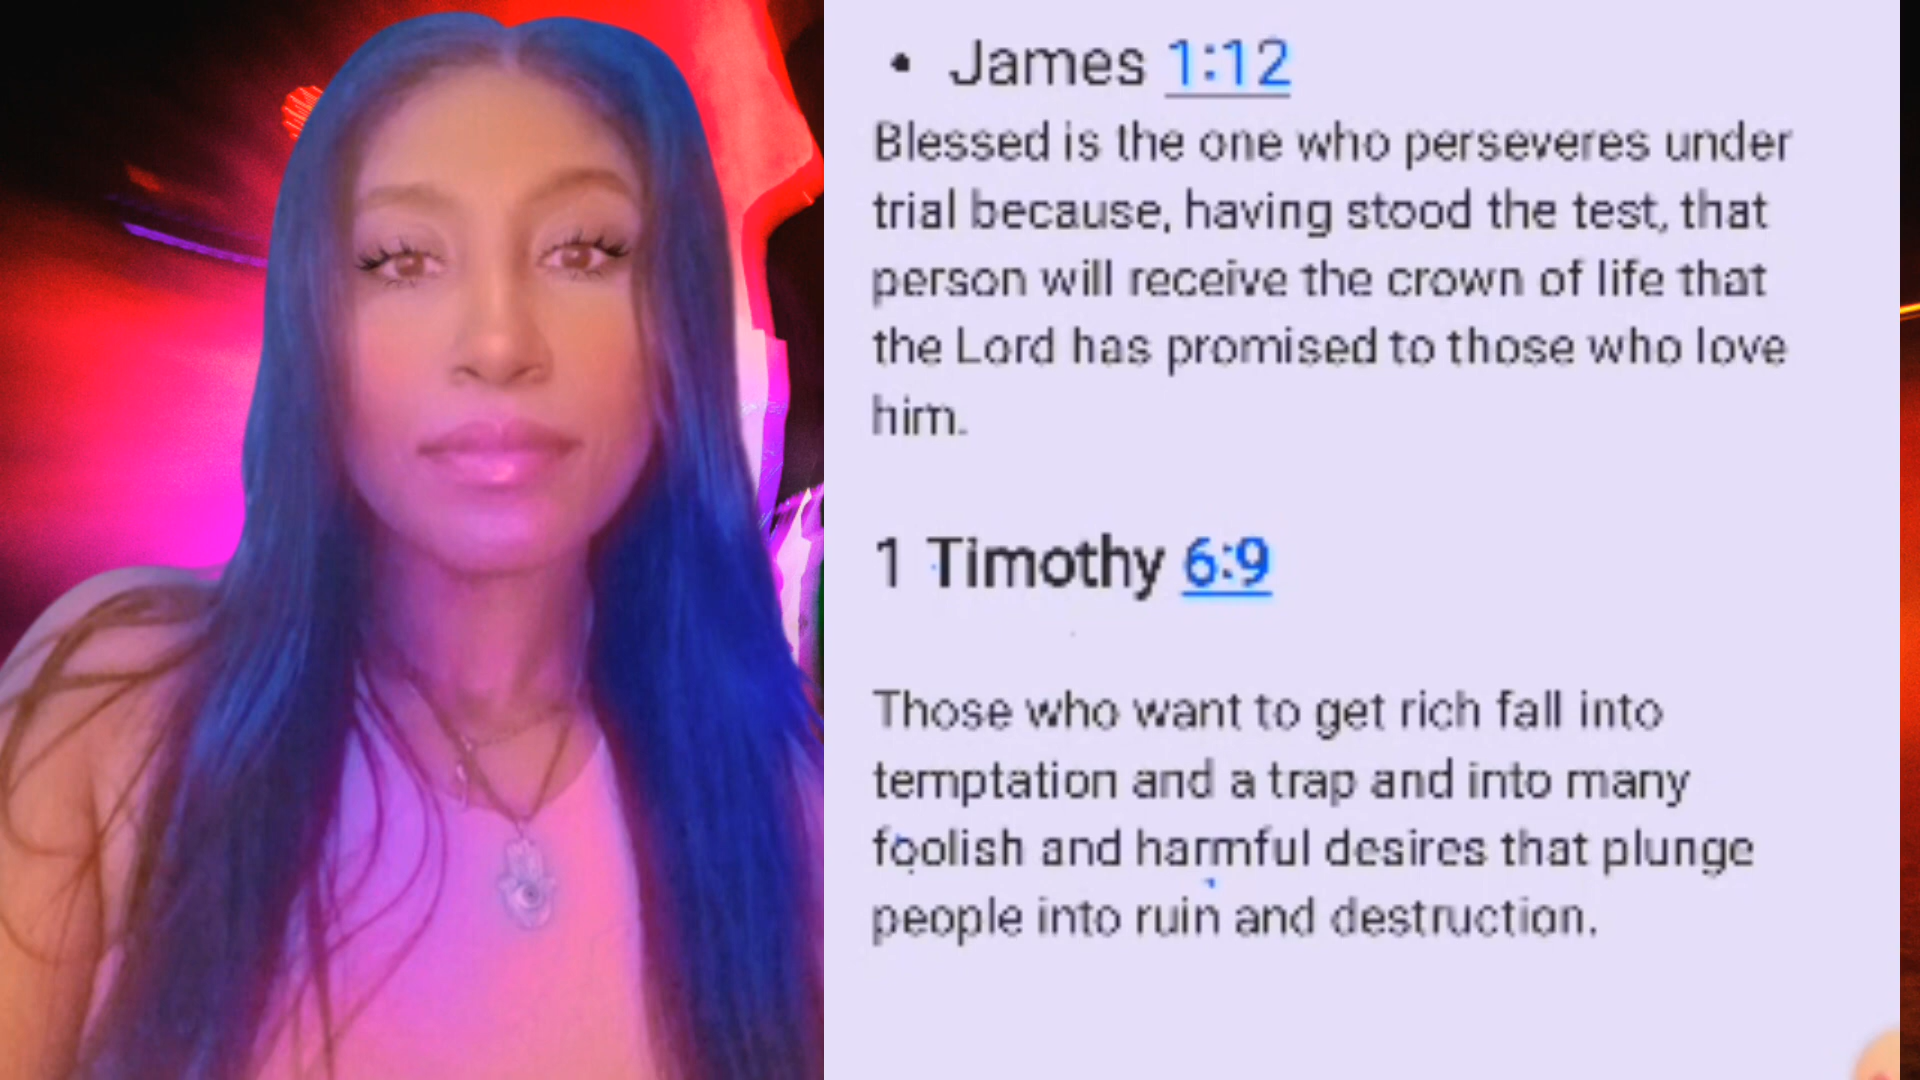 • James 1:12
Blessed is the one who perseveres under
trial because, having stood the test, that
person will receive the crown of life that
the Lord has promised to those who love
him.
1 Timothy 6:9
Those who want to get rich fall into
temptation and a trap and into many
foolish and harmful desires that plunge
people into ruin and destruction.